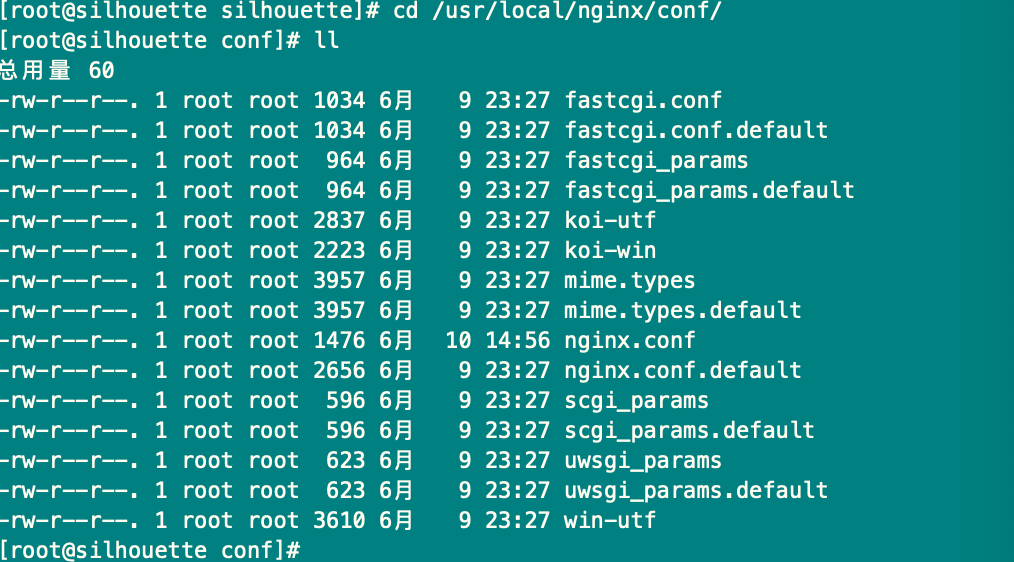 [root@silhouette silhouette]# cd /usr/local/nginx/conf/
[root@silhouette conf]# ll
总用量 60
-rw-r--r--. 1 root root 1034 6月   9 23:27 fastcgi.conf
-rw-r--r--. 1 root root 1034 6月   9 23:27 fastcgi.conf.default
-rw-r--r--. 1 root root  964 6月   9 23:27 fastcgi_params
-rw-r--r--. 1 root root  964 6月   9 23:27 fastcgi_params.default
-rw-r--r--. 1 root root 2837 6月   9 23:27 koi-utf
-rw-r--r--. 1 root root 2223 6月   9 23:27 koi-win
-rw-r--r--. 1 root root 3957 6月   9 23:27 mime.types
-rw-r--r--. 1 root root 3957 6月   9 23:27 mime.types.default
-rw-r--r--. 1 root root 1476 6月  10 14:56 nginx.conf
-rw-r--r--. 1 root root 2656 6月   9 23:27 nginx.conf.default
-rw-r--r--. 1 root root  596 6月   9 23:27 scgi_params
-rw-r--r--. 1 root root  596 6月   9 23:27 scgi_params.default
-rw-r--r--. 1 root root  623 6月   9 23:27 uwsgi_params
-rw-r--r--. 1 root root  623 6月   9 23:27 uwsgi_params.default
-rw-r--r--. 1 root root 3610 6月   9 23:27 win-utf
[root@silhouette conf]#